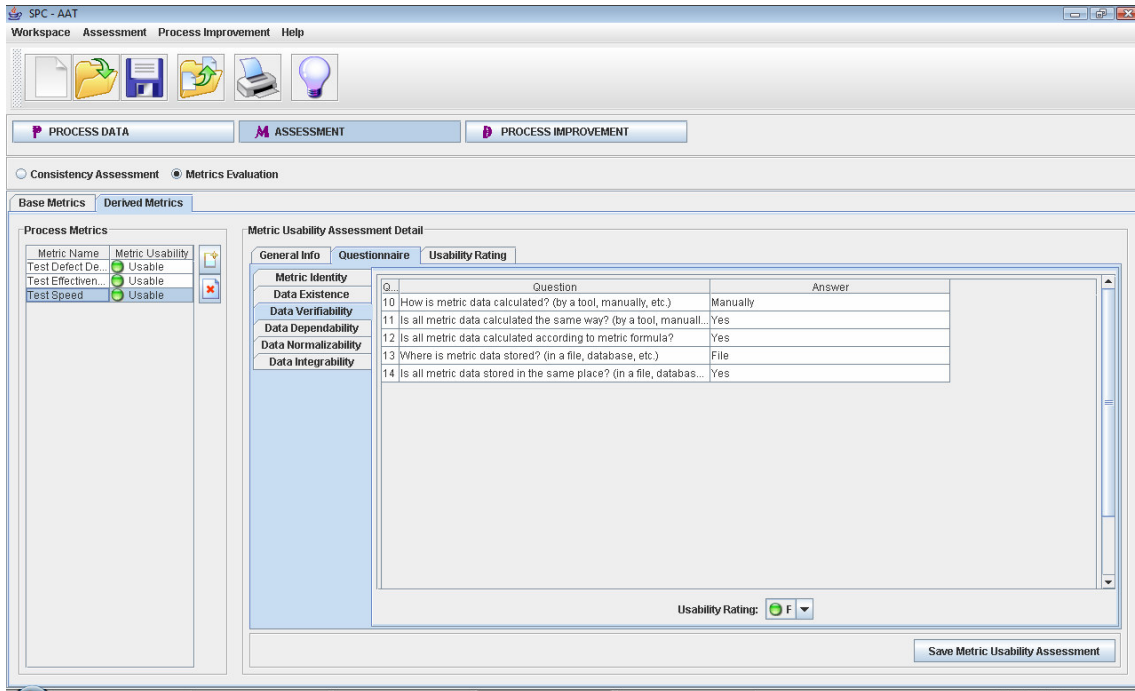 SPC - AAT
Workspace Assessment Process Improvement Help
P PROCESS DATA M ASSESSMENT D PROCESS IMPROVEMENT
Consistency Assessment Metrics Evaluation
Base Metrics Derived Metrics
Process Metrics
Metric Name Metric Usability
Test Defect De... Usable
Test Effectiven... Usable
Test Speed Usable
Metric Usability Assessment Detail
General Info Questionnaire Usability Rating
Metric Identity
Data Existence
Data Verifiability
Data Dependability
Data Normalizability
Data Integrability
Q... Question Answer
10 How is metric data calculated? (by a tool, manually, etc.) Manually
11 Is all metric data calculated the same way? (by a tool, manuall... Yes
12 Is all metric data calculated according to metric formula? Yes
13 Where is metric data stored? (in a file, database, etc.) File
14 Is all metric data stored in the same place? (in a file, databas... Yes
Usability Rating: F
Save Metric Usability Assessment